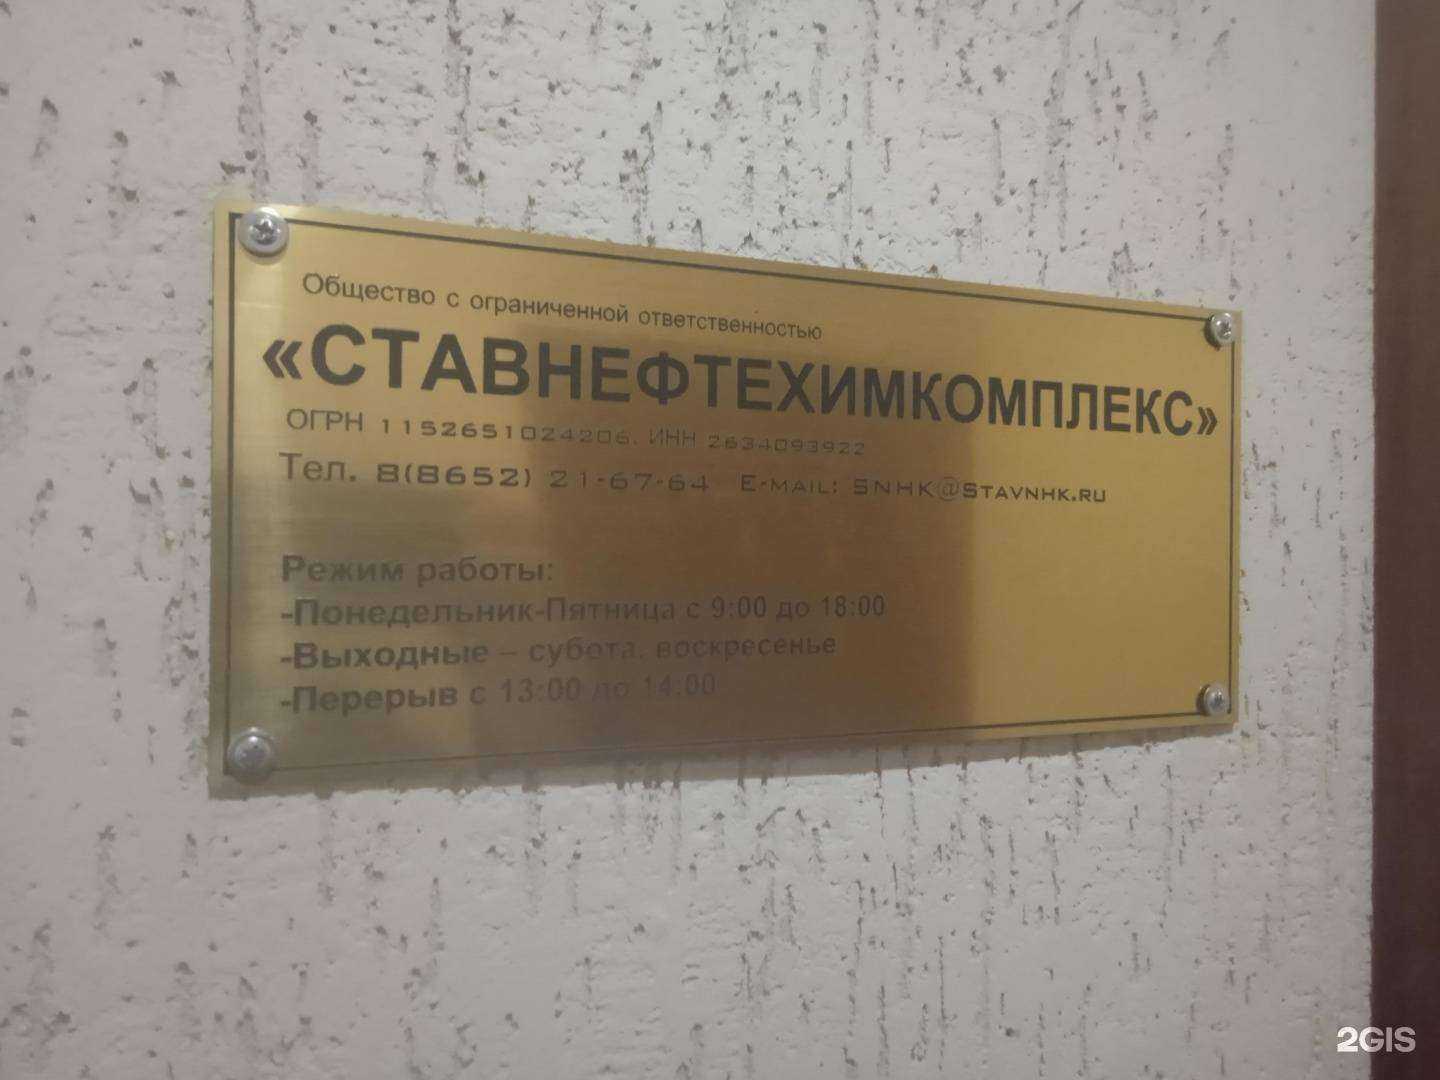 Общество с ограниченной ответственностью
«СТАВНЕФТЕХИМКОМПЛЕКС»
ОГРН 1152651024206, ИНН 2634093922
Тел. 8(8652) 21-67-64 E-MAIL: SNHK@STAVNHK.RU
Режим работы:
-Понедельник-Пятница с 9:00 до 18:00
-Выходные – субота, воскресенье
-Перерыв с 13:00 до 14:00
2GIS